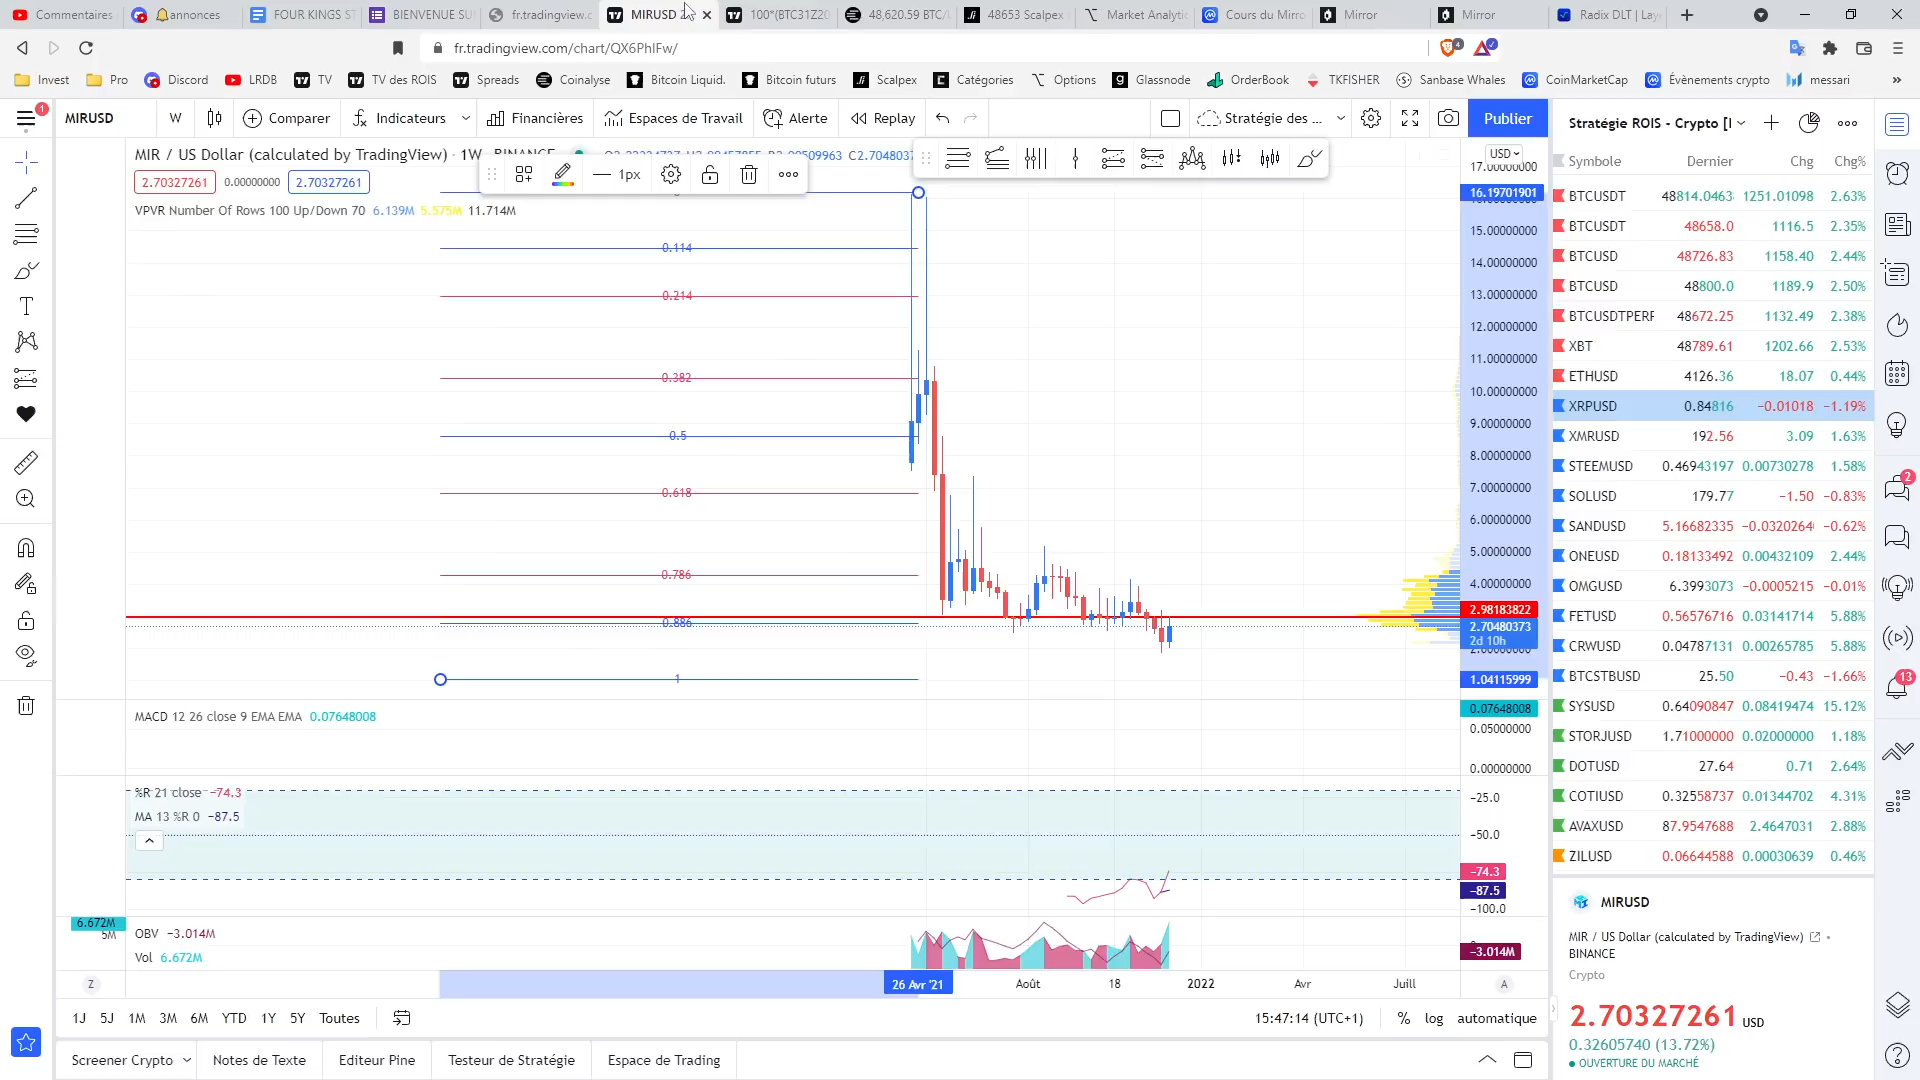 Commentaires
annonces
FOUR KINGS ST
BIENVENUE SU
fr.tradingview.c
MIRUSD 2
100*(BTC31Z20
48,620.59 BTC/
48653 Scalpex
Market Analytic
Cours du Mirro
Mirror
Mirror
Radix DLT | Lay
fr.tradingview.com/chart/QX6PhIFw/
Invest
Pro
Discord
LRDB
TV
TV des ROIS
Spreads
Coinalyse
Bitcoin Liquid.
Bitcoin futurs
Scalpex
Catégories
Options
Glassnode
OrderBook
TKFISHER
Sanbase Whales
CoinMarketCap
Évènements crypto
messari
MIRUSD
W
Comparer
Indicateurs
Financières
Espaces de Travail
Alerte
Replay
Stratégie des ...
Publier
MIR / US Dollar (calculated by TradingView) · 1W
2.70327261
0.00000000
2.70327261
1px
VPVR Number Of Rows 100 Up/Down 70 6.139M 5.575M 11.714M
0.114
0.214
0.382
0.5
0.618
0.786
0.886
1
USD
17.00000000
16.19701901
15.00000000
14.00000000
13.00000000
12.00000000
11.00000000
10.00000000
9.00000000
8.00000000
7.00000000
6.00000000
5.00000000
4.00000000
2.98183822
2.70480373
2d 10h
2.00000000
1.04115999
MACD 12 26 close 9 EMA EMA 0.07648008
0.07648008
0.05000000
0.00000000
%R 21 close −74.3
MA 13 %R 0 −87.5
−25.0
−50.0
−74.3
−87.5
−100.0
6.672M
5M
OBV −3.014M
Vol 6.672M
−3.014M
Z
26 Avr '21
Août
18
2022
Avr
Juill
A
1J 5J 1M 3M 6M YTD 1Y 5Y Toutes
15:47:14 (UTC+1)
% log automatique
Screener Crypto
Notes de Texte
Editeur Pine
Testeur de Stratégie
Espace de Trading
Stratégie ROIS - Crypto [I
Symbole Dernier Chg Chg%
BTCUSDT 48814.0463 1251.01098 2.63%
BTCUSDT 48658.0 1116.5 2.35%
BTCUSD 48726.83 1158.40 2.44%
BTCUSD 48800.0 1189.9 2.50%
BTCUSDTPERF 48672.25 1132.49 2.38%
XBT 48789.61 1202.66 2.53%
ETHUSD 4126.36 18.07 0.44%
XRPUSD 0.84816 −0.01018 −1.19%
XMRUSD 192.56 3.09 1.63%
STEEMUSD 0.46943197 0.00730278 1.58%
SOLUSD 179.77 −1.50 −0.83%
SANDUSD 5.16682335 −0.0320264 −0.62%
ONEUSD 0.18133492 0.00432109 2.44%
OMGUSD 6.3993073 −0.0005215 −0.01%
FETUSD 0.56576716 0.03141714 5.88%
CRWUSD 0.04787131 0.00265785 5.88%
BTCSTBUSD 25.50 −0.43 −1.66%
SYSUSD 0.64090847 0.08419474 15.12%
STORJUSD 1.71000000 0.02000000 1.18%
DOTUSD 27.64 0.71 2.64%
COTIUSD 0.32558737 0.01344702 4.31%
AVAXUSD 87.9547688 2.4647031 2.88%
ZILUSD 0.06644588 0.00030639 0.46%
MIRUSD
MIR / US Dollar (calculated by TradingView) •
BINANCE
Crypto
2.70327261 USD
0.32605740 (13.72%)
OUVERTURE DU MARCHÉ